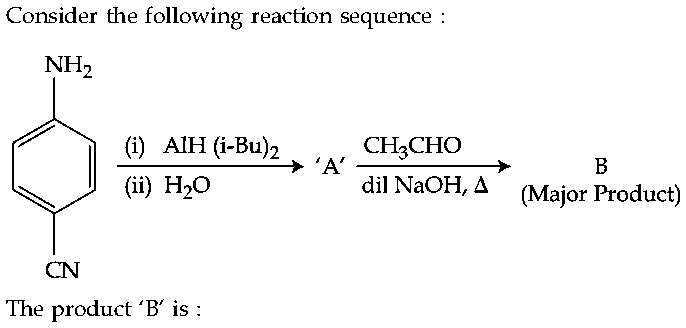 Consider the following reaction sequence :
NH₂
(i) AlH (i-Bu)₂
(ii) H₂O
'A'
CH₃CHO
dil NaOH, Δ
B
(Major Product)
CN
The product 'B' is :